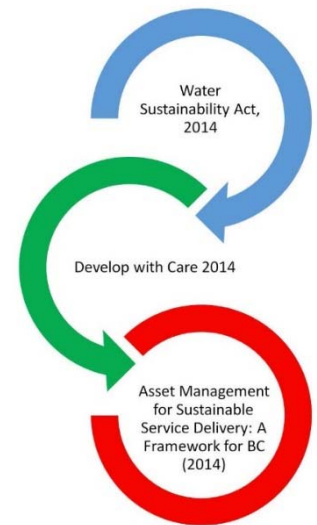 Water
Sustainability Act,
2014
Develop with Care 2014
Asset Management
for Sustainable
Service Delivery: A
Framework for BC
(2014)